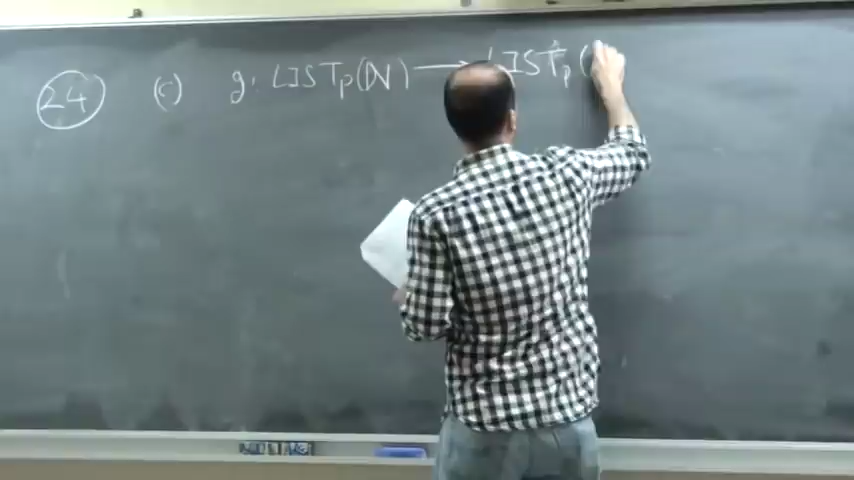 24 (c) g: LIST_P(N) → LIST_P (